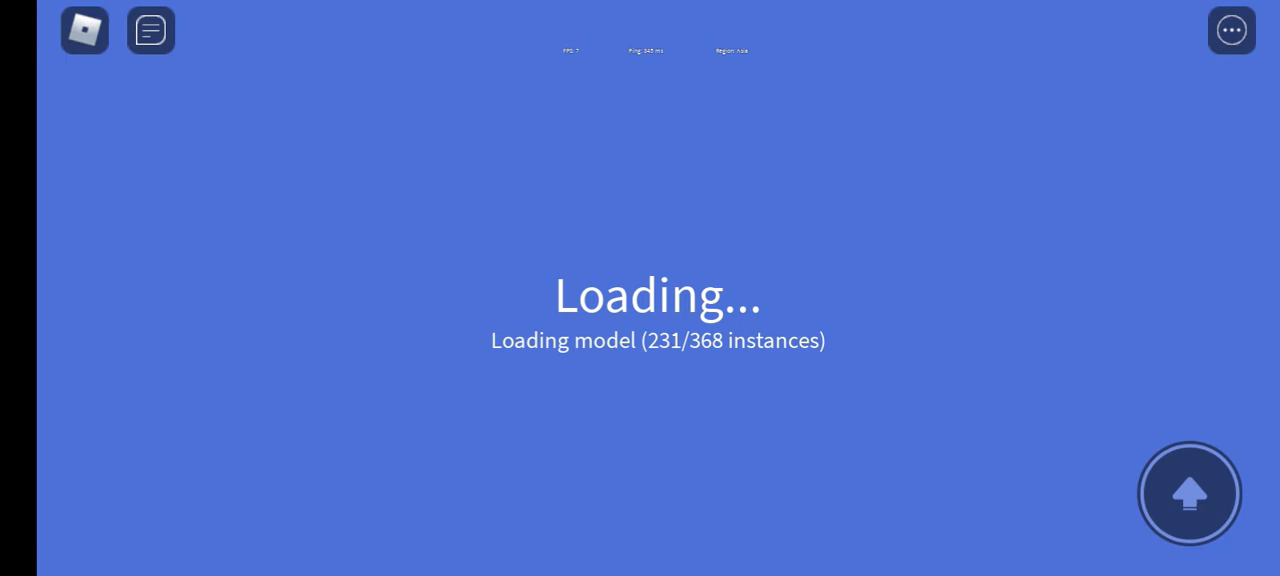 FPS: 7 Ping: 345 ms Region: Asia
Loading...
Loading model (231/368 instances)